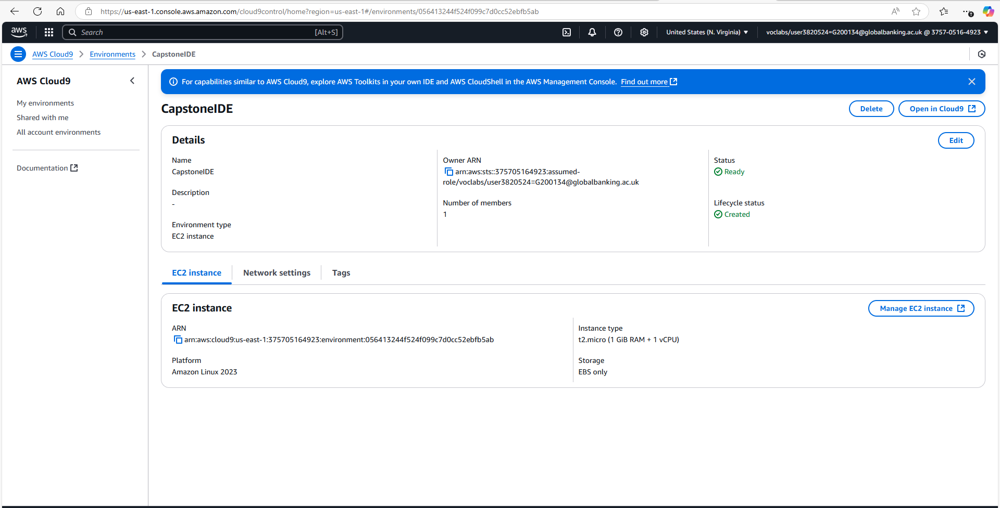 https://us-east-1.console.aws.amazon.com/cloud9control/home?region=us-east-1#/environments/056413244f524f099c7d0cc52ebfb5ab
aws
Search [Alt+S]
United States (N. Virginia)
voclabs/user3820524=G200134@globalbanking.ac.uk @ 3757-0516-4923
AWS Cloud9 Environments CapstoneIDE
AWS Cloud9
My environments
Shared with me
All account environments
Documentation
For capabilities similar to AWS Cloud9, explore AWS Toolkits in your own IDE and AWS CloudShell in the AWS Management Console. Find out more
CapstoneIDE
Delete
Open in Cloud9
Details
Edit
Name
CapstoneIDE
Description
-
Environment type
EC2 instance
Owner ARN
arn:aws:sts::375705164923:assumed-
role/voclabs/user3820524=G200134@globalbanking.ac.uk
Number of members
1
Status
Ready
Lifecycle status
Created
EC2 instance
Network settings
Tags
EC2 instance
Manage EC2 instance
ARN
arn:aws:cloud9:us-east-1:375705164923:environment:056413244f524f099c7d0cc52ebfb5ab
Platform
Amazon Linux 2023
Instance type
t2.micro (1 GiB RAM + 1 vCPU)
Storage
EBS only